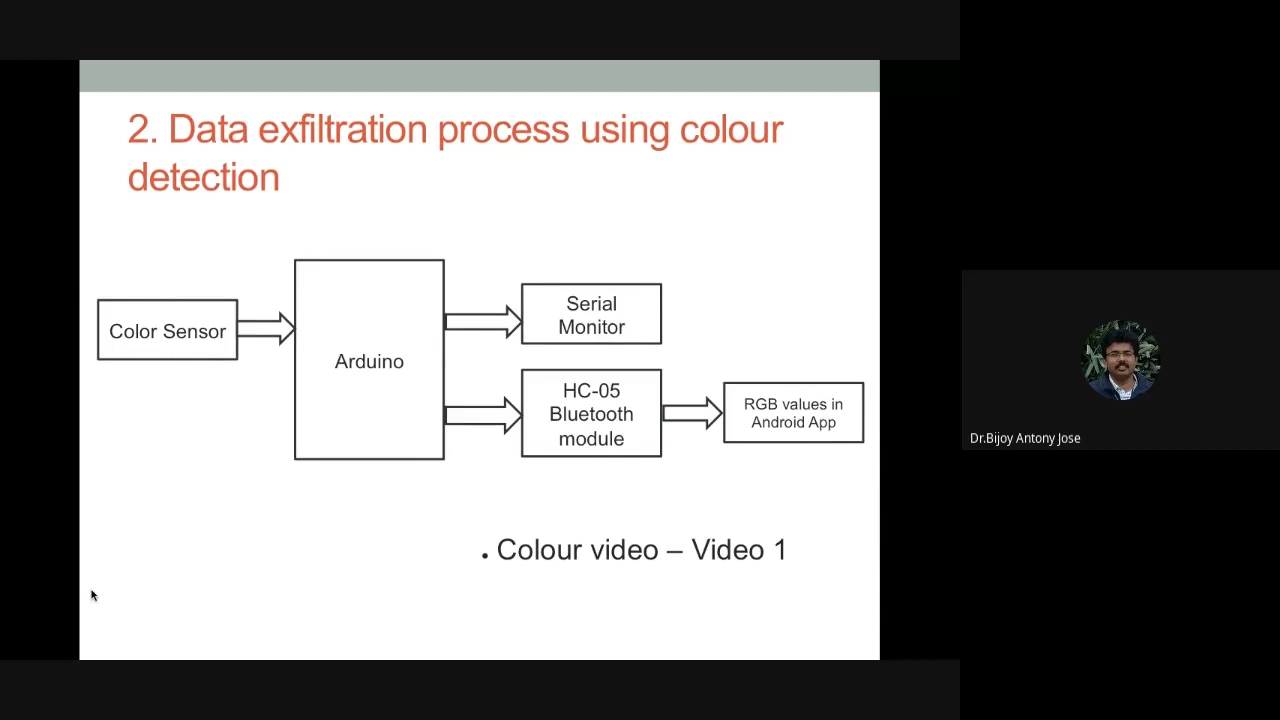 2. Data exfiltration process using colour
detection
Color Sensor
Arduino
Serial
Monitor
HC-05
Bluetooth
module
RGB values in
Android App
• Colour video – Video 1
Dr.Bijoy Antony Jose